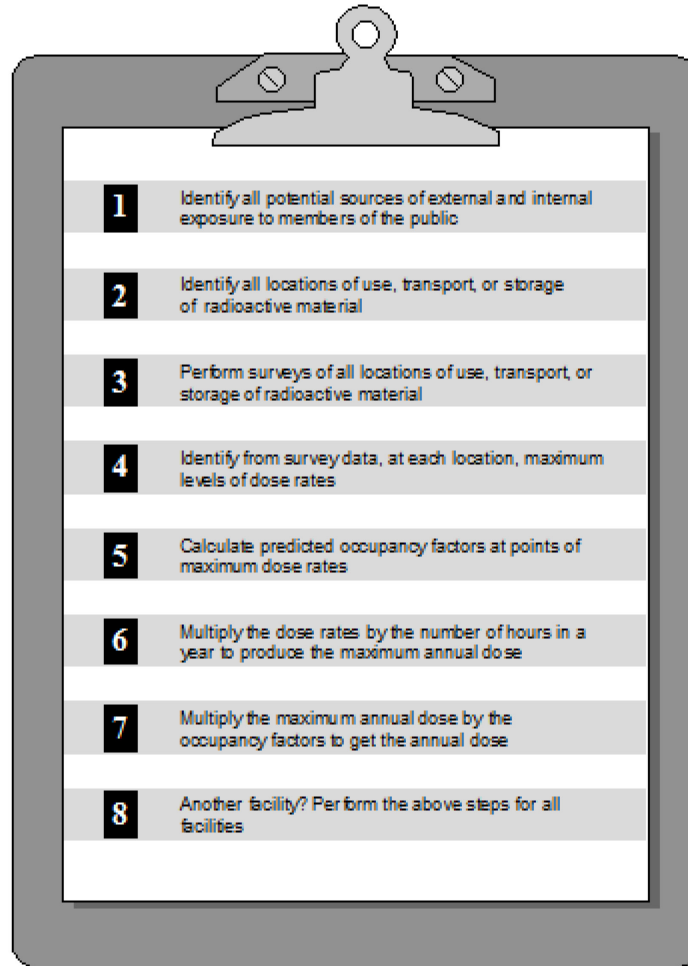 1 Identify all potential sources of external and internal
exposure to members of the public
2 Identify all locations of use, transport, or storage
of radioactive material
3 Perform surveys of all locations of use, transport, or
storage of radioactive material
4 Identify from survey data, at each location, maximum
levels of dose rates
5 Calculate predicted occupancy factors at points of
maximum dose rates
6 Multiply the dose rates by the number of hours in a
year to produce the maximum annual dose
7 Multiply the maximum annual dose by the
occupancy factors to get the annual dose
8 Another facility? Perform the above steps for all
facilities